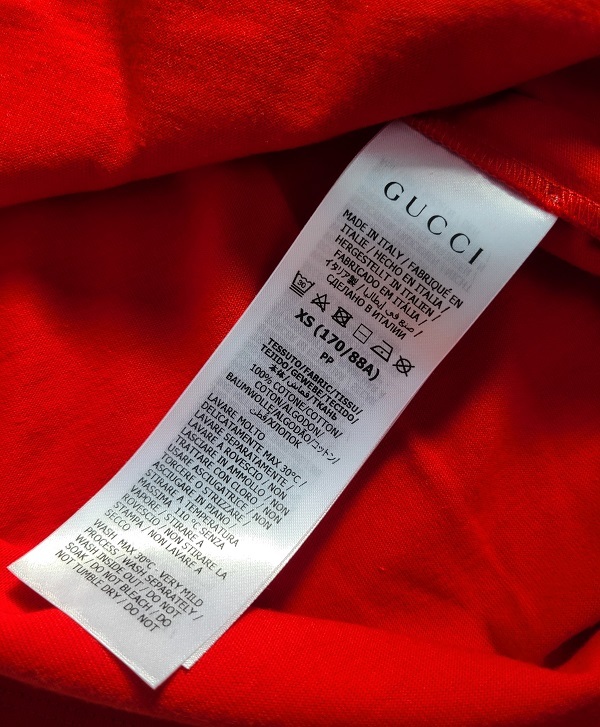 GUCCI
MADE IN ITALY / FABRIQUÉ EN
ITALIE / HECHO EN ITALIA /
HERGESTELLT IN ITALIEN /
FABRICADO EM ITÁLIA /
イタリア製 / صنع في إيطاليا /
СДЕЛАНО В ИТАЛИИ
30
XS (170/88A)
PP
TESSUTO/FABRIC/TISSU/
TEJIDO/GEWEBE/TECIDO/
本体/قماش/ТКАНЬ
100% COTONE/COTTON/
COTON/ALGODON/
BAUMWOLLE/ALGODÃO/コットン/
قطن/ХЛОПОК
LAVARE MOLTO
DELICATAMENTE MAX 30°C /
LAVARE SEPARATAMENTE /
LAVARE A ROVESCIO / NON
LASCIARE IN AMMOLLO / NON
TRATTARE CON CLORO / NON
USARE ASCIUGATRICE / NON
TORCERE O STRIZZARE /
ASCIUGARE IN PIANO /
STIRARE A TEMPERATURA
MASSIMA 110 °C SENZA
VAPORE / STIRARE A
ROVESCIO / NON STIRARE LA
STAMPA / NON LAVARE A
SECCO
WASH MAX 30°C - VERY MILD
PROCESS / WASH SEPARATELY /
WASH INSIDE OUT / DO NOT
SOAK / DO NOT BLEACH / DO
NOT TUMBLE DRY / DO NOT